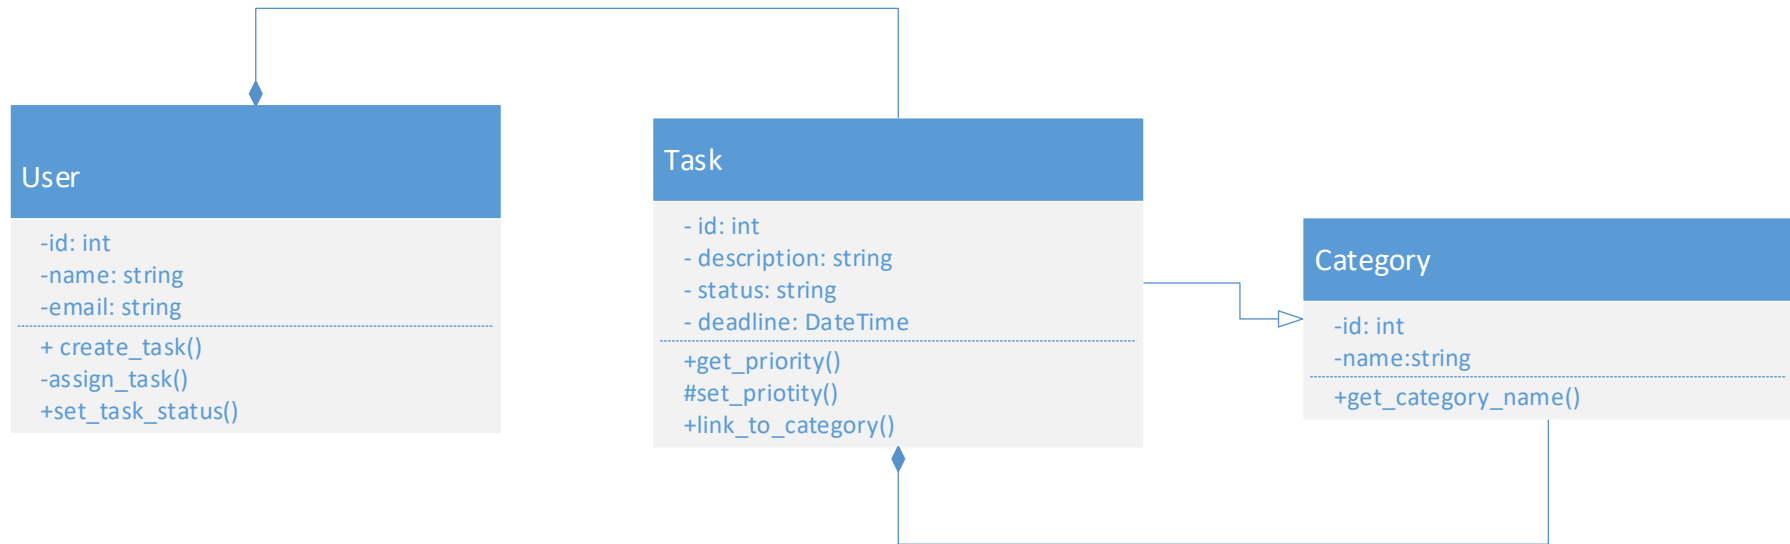 User
-id: int
-name: string
-email: string
+ create_task()
-assign_task()
+set_task_status()
Task
- id: int
- description: string
- status: string
- deadline: DateTime
+get_priority()
#set_priotity()
+link_to_category()
Category
-id: int
-name:string
+get_category_name()